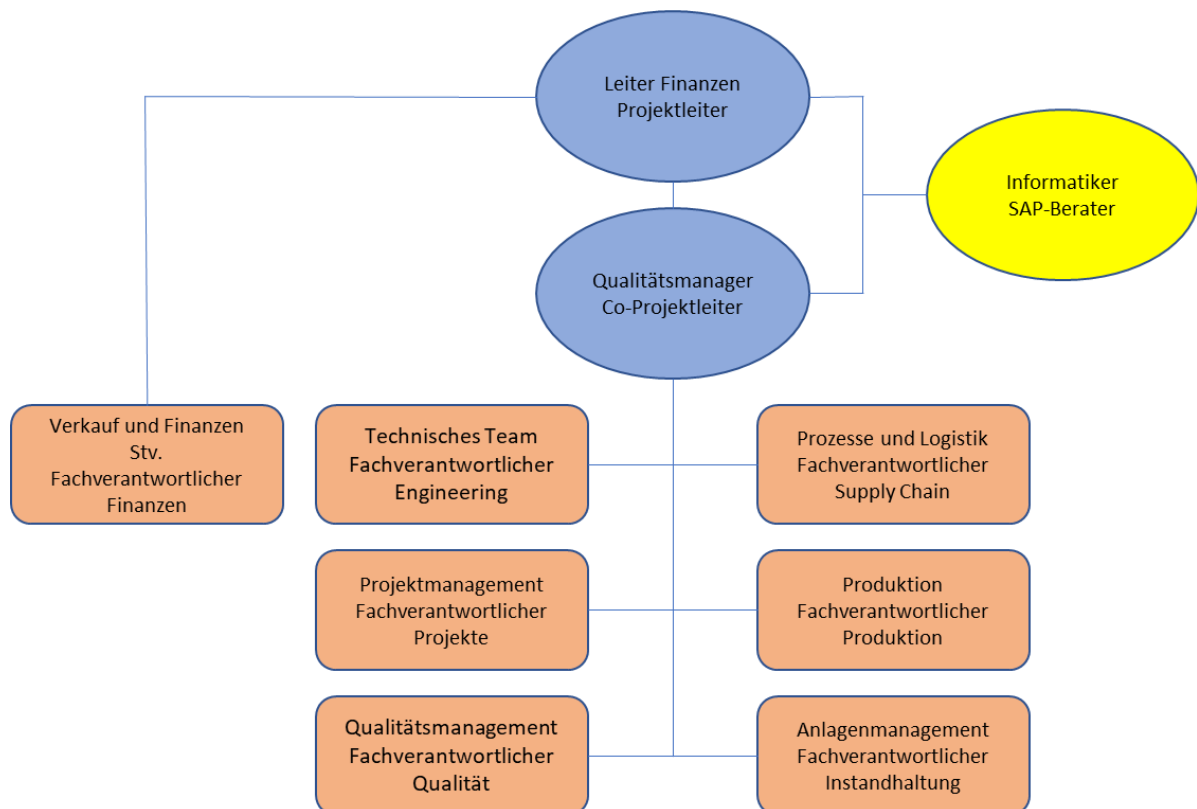 Leiter Finanzen
Projektleiter
Informatiker
SAP-Berater
Qualitätsmanager
Co-Projektleiter
Verkauf und Finanzen
Stv.
Fachverantwortlicher
Finanzen
Technisches Team
Fachverantwortlicher
Engineering
Prozesse und Logistik
Fachverantwortlicher
Supply Chain
Projektmanagement
Fachverantwortlicher
Projekte
Produktion
Fachverantwortlicher
Produktion
Qualitätsmanagement
Fachverantwortlicher
Qualität
Anlagenmanagement
Fachverantwortlicher
Instandhaltung